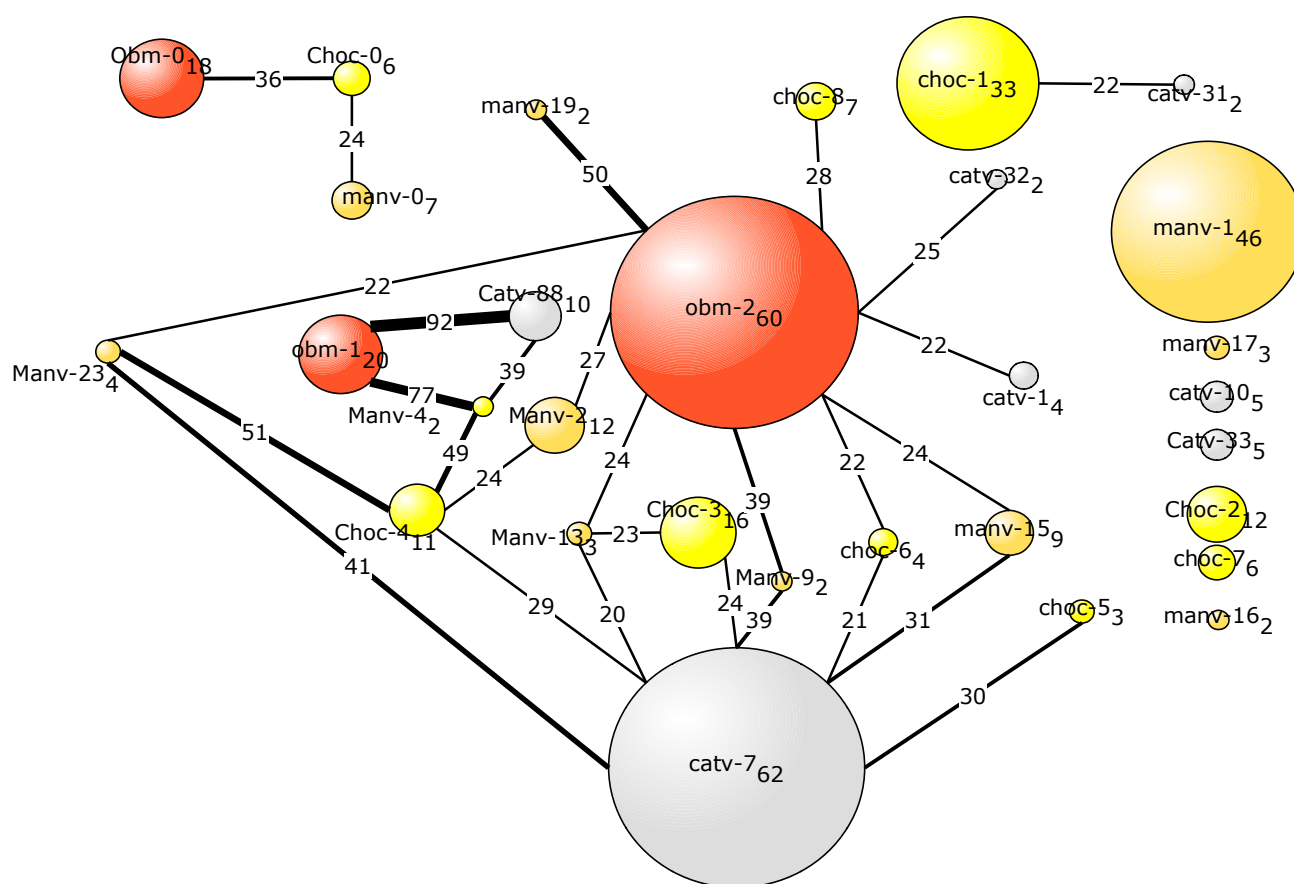 Obm-0 18
36
Choc-0 6
24
manv-0 7
manv-19 2
50
choc-8 7
28
choc-1 33
22
catv-31 2
catv-32 2
25
manv-1 46
obm-2 60
22
Catv-88 10
92
obm-1 20
39
77
Manv-4 2
27
Manv-2 12
22
catv-1 4
manv-17 3
catv-10 5
Catv-33 5
Manv-23 4
51
49
24
24
22
24
Choc-4 11
Manv-13 3
23
Choc-3 16
39
choc-6 4
manv-15 9
Choc-2 12
choc-7 6
41
29
20
24
Manv-9 2
39
21
31
choc-5 3
manv-16 2
30
catv-7 62